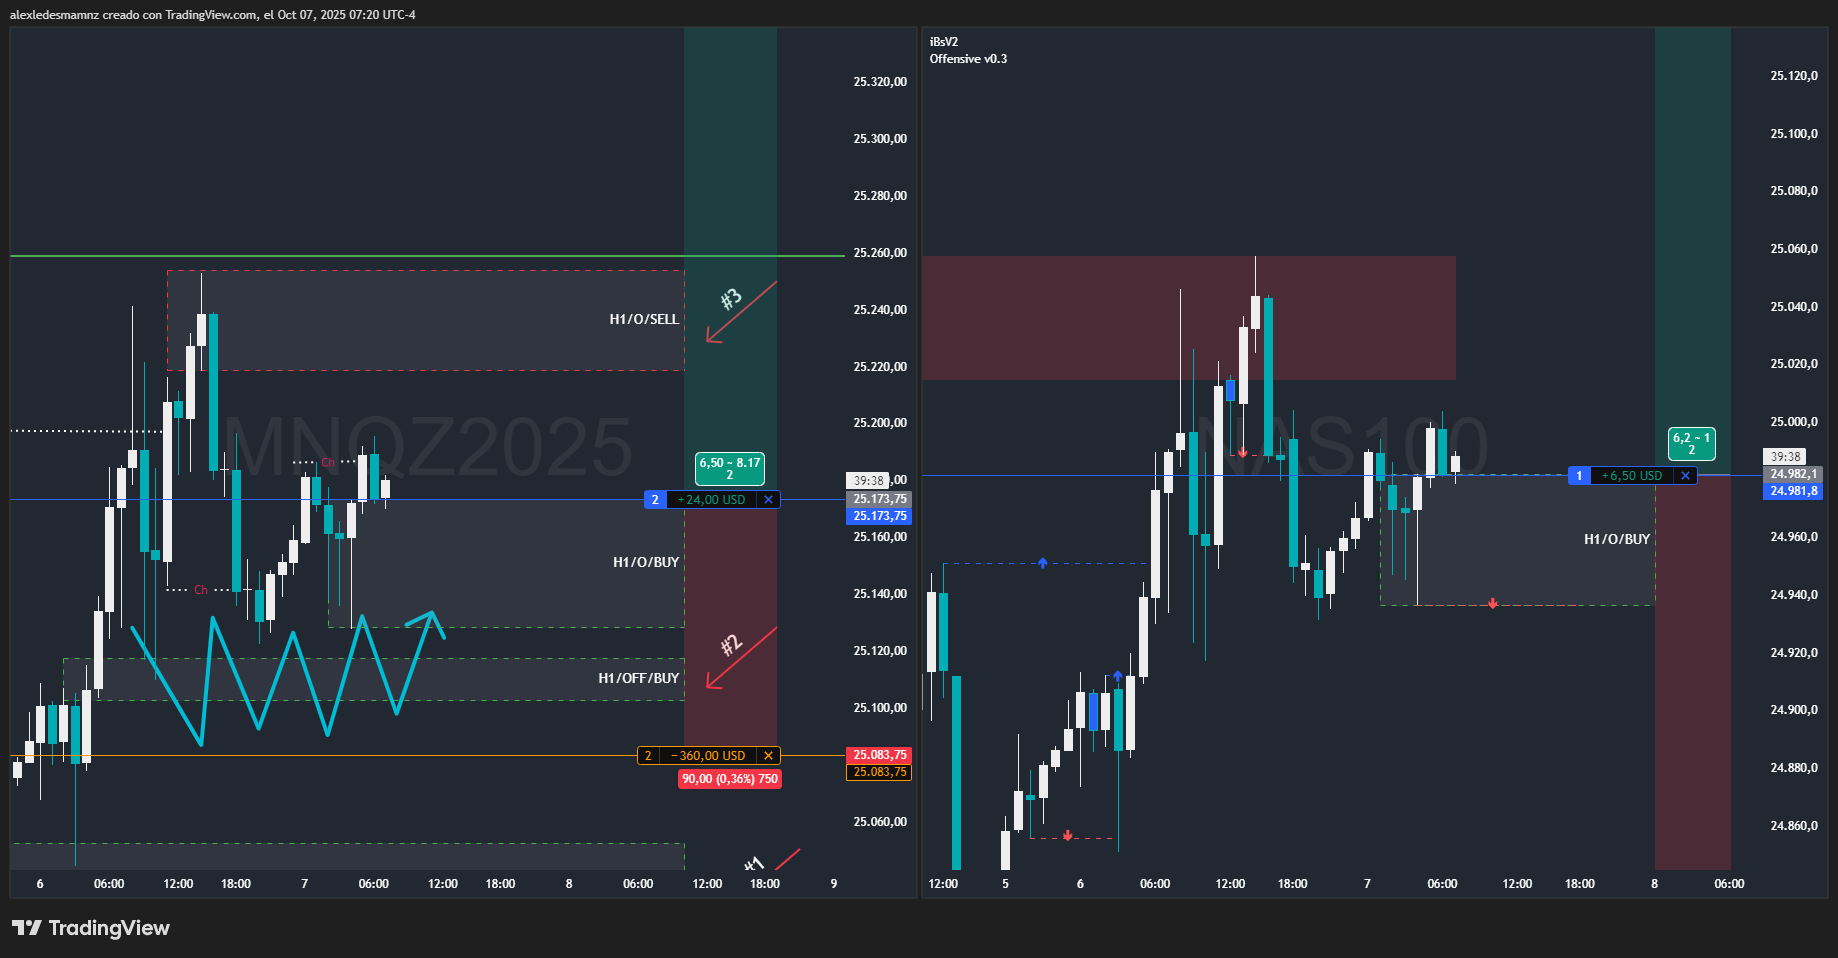 alexledesmamnz creado con TradingView.com, el Oct 07, 2025 07:20 UTC-4
MNQZ2025
25.320,00
25.300,00
25.280,00
25.260,00
25.240,00
25.220,00
25.200,00
39:38
,00
25.173,75
25.173,75
25.160,00
25.140,00
25.120,00
25.100,00
25.083,75
25.083,75
25.060,00
#3
H1/O/SELL
Ch
6,50 ~ 8.17
2
2 +24,00 USD ✕
H1/O/BUY
Ch
#2
H1/OFF/BUY
2 −360,00 USD ✕
90,00 (0,36%) 750
#1
6 06:00 12:00 18:00 7 06:00 12:00 18:00 8 06:00 12:00 18:00 9
iBsV2
Offensive v0.3
NAS100
25.120,0
25.100,0
25.080,0
25.060,0
25.040,0
25.020,0
25.000,0
39:38
24.982,1
24.981,8
24.960,0
24.940,0
24.920,0
24.900,0
24.880,0
24.860,0
6,2 ~ 1
2
1 +6,50 USD ✕
H1/O/BUY
12:00 5 6 06:00 12:00 18:00 7 06:00 12:00 18:00 8 06:00
TradingView